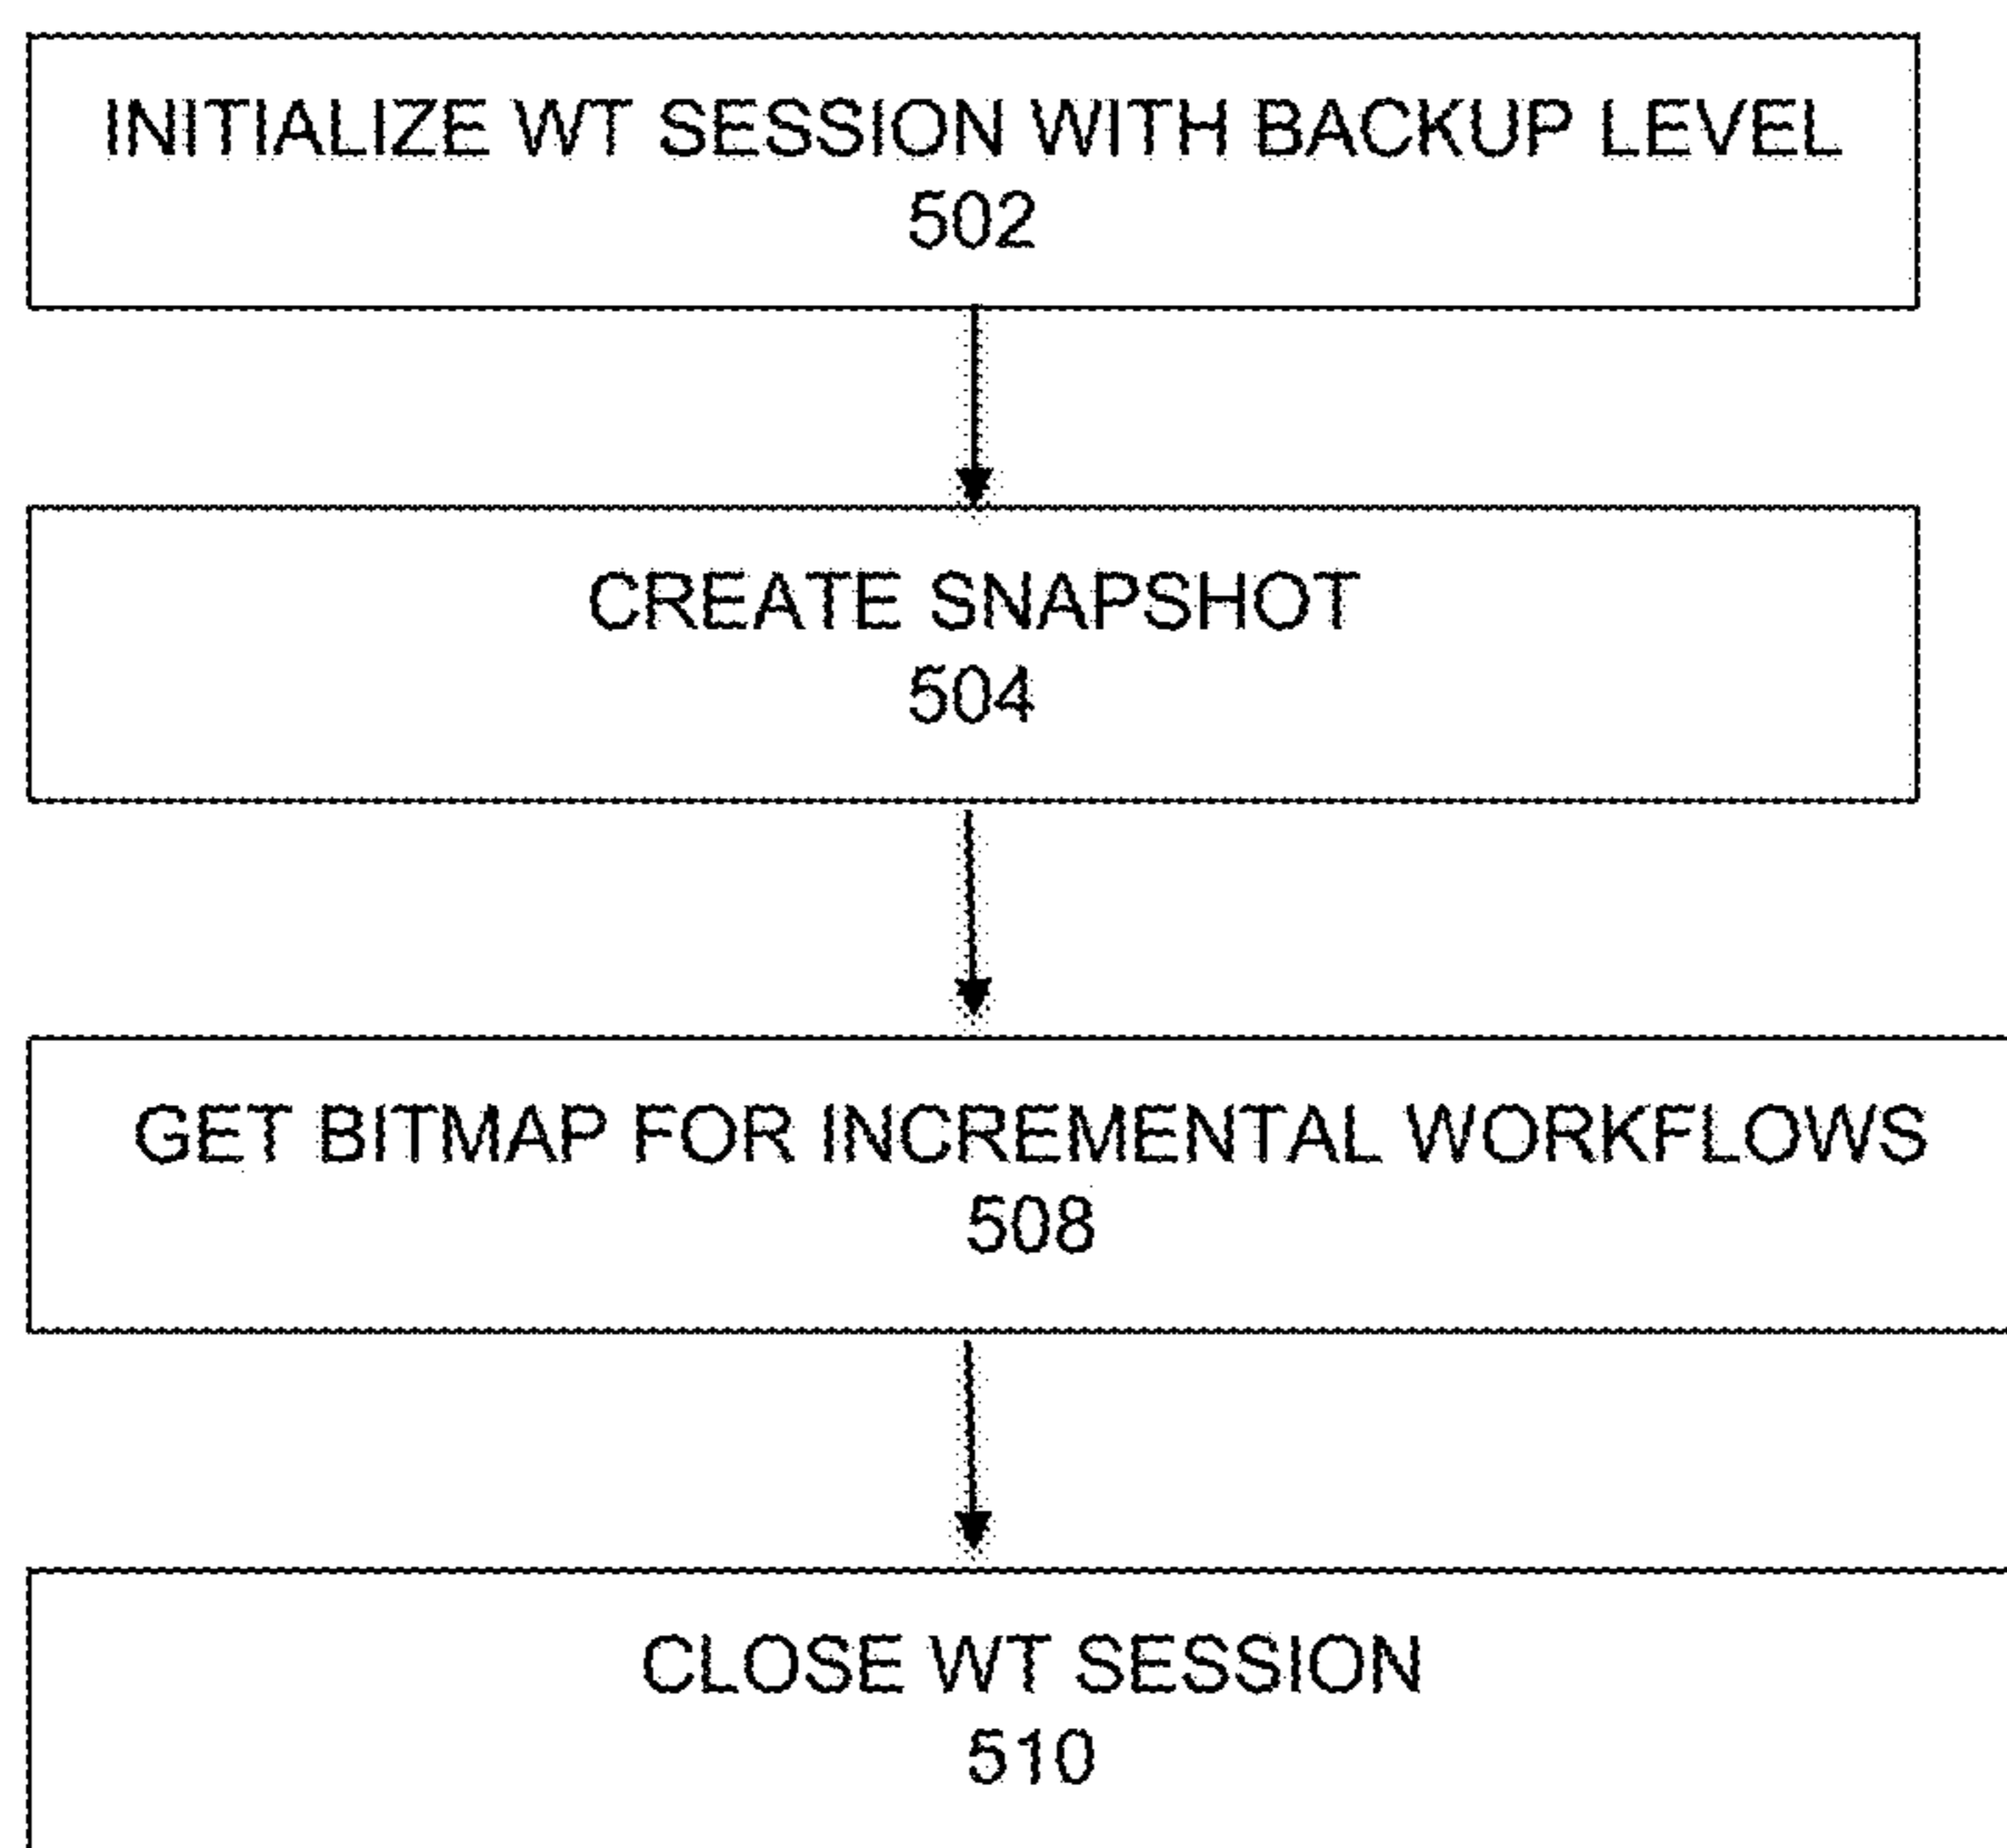 INITIALIZE WT SESSION WITH BACKUP LEVEL
502
CREATE SNAPSHOT
504
GET BITMAP FOR INCREMENTAL WORKFLOWS
508
CLOSE WT SESSION
510